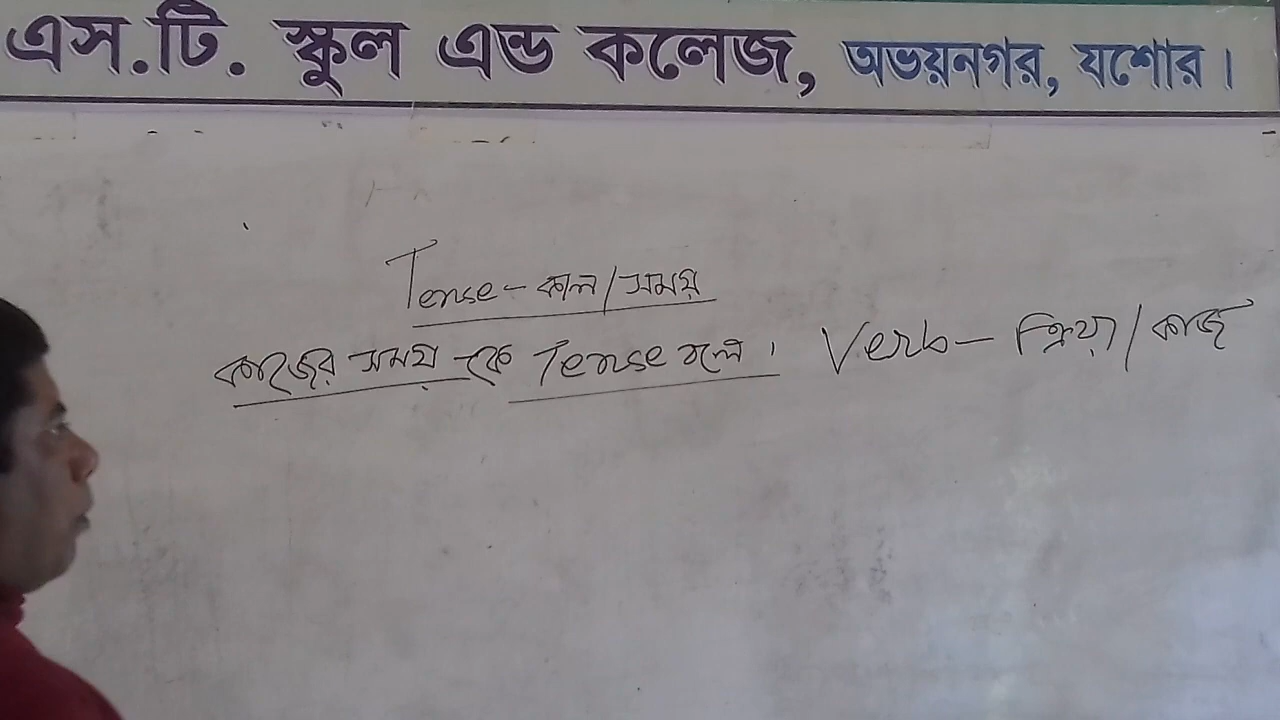 এস.টি. স্কুল এন্ড কলেজ, অভয়নগর, যশোর।
Tense - কাল/সময়
কাজের সময় কে Tense বলে। Verb - ক্রিয়া/কাজ